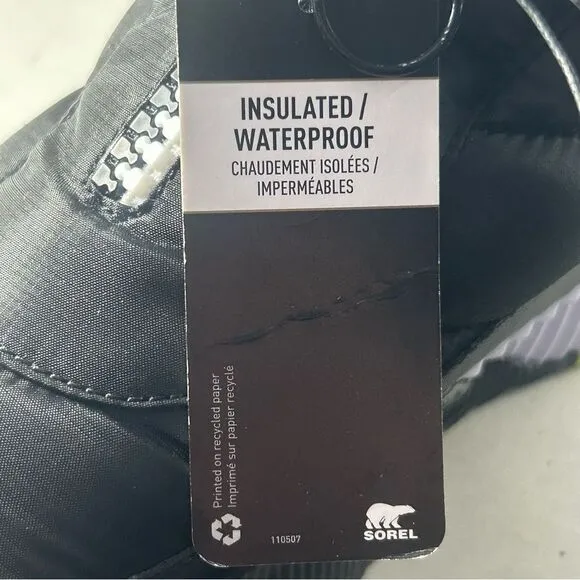 INSULATED /
WATERPROOF
CHAUDEMENT ISOLÉES /
IMPERMÉABLES
Printed on recycled paper
Imprimé sur papier recyclé
110507
SOREL